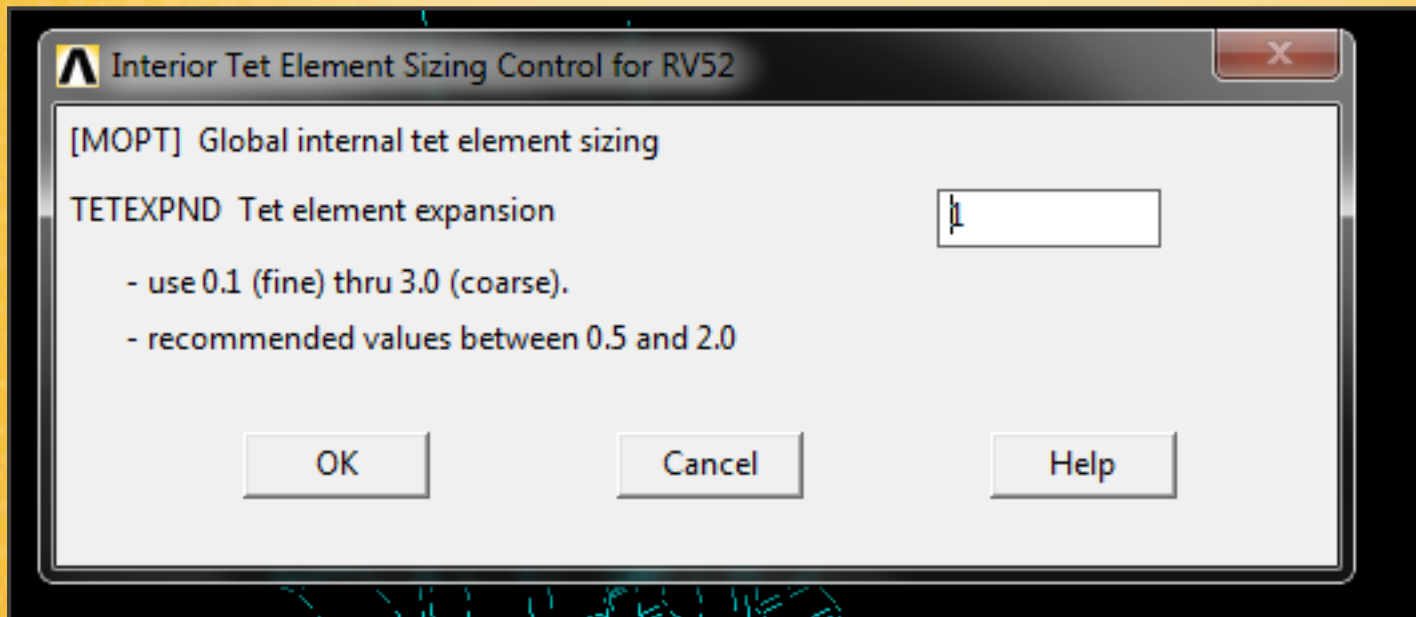 Interior Tet Element Sizing Control for RV52
[MOPT] Global internal tet element sizing
TETEXPND Tet element expansion
1
- use 0.1 (fine) thru 3.0 (coarse).
- recommended values between 0.5 and 2.0
OK Cancel Help